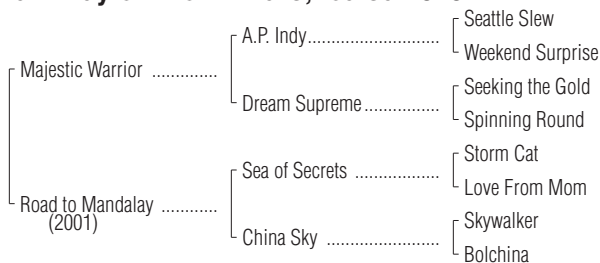 Majestic Warrior ..............
A.P. Indy............................
Seattle Slew
Weekend Surprise
Dream Supreme................
Seeking the Gold
Spinning Round
Road to Mandalay ............
(2001)
Sea of Secrets ..................
Storm Cat
Love From Mom
China Sky ........................
Skywalker
Bolchina